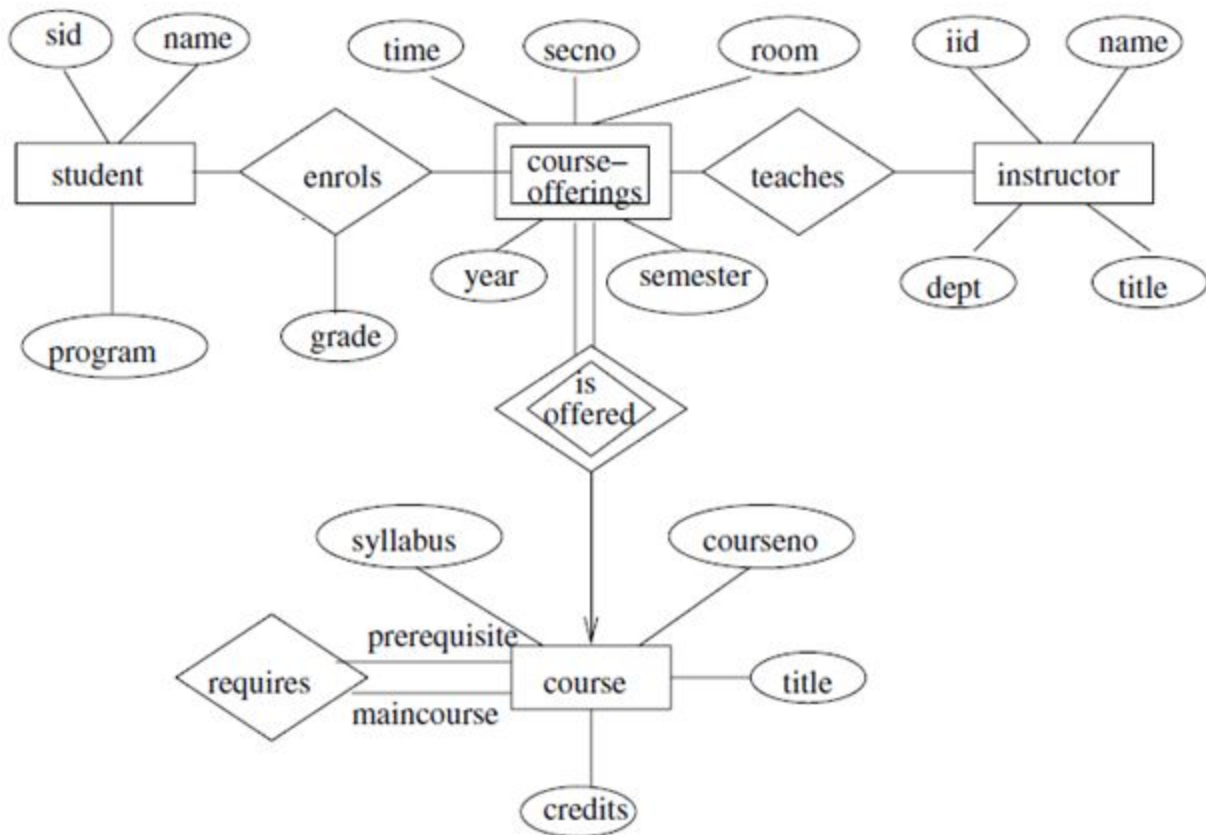 sid
name
time
secno
room
iid
name
student
enrols
course–
offerings
teaches
instructor
year
semester
dept
title
program
grade
is
offered
syllabus
courseno
prerequisite
requires
course
title
maincourse
credits